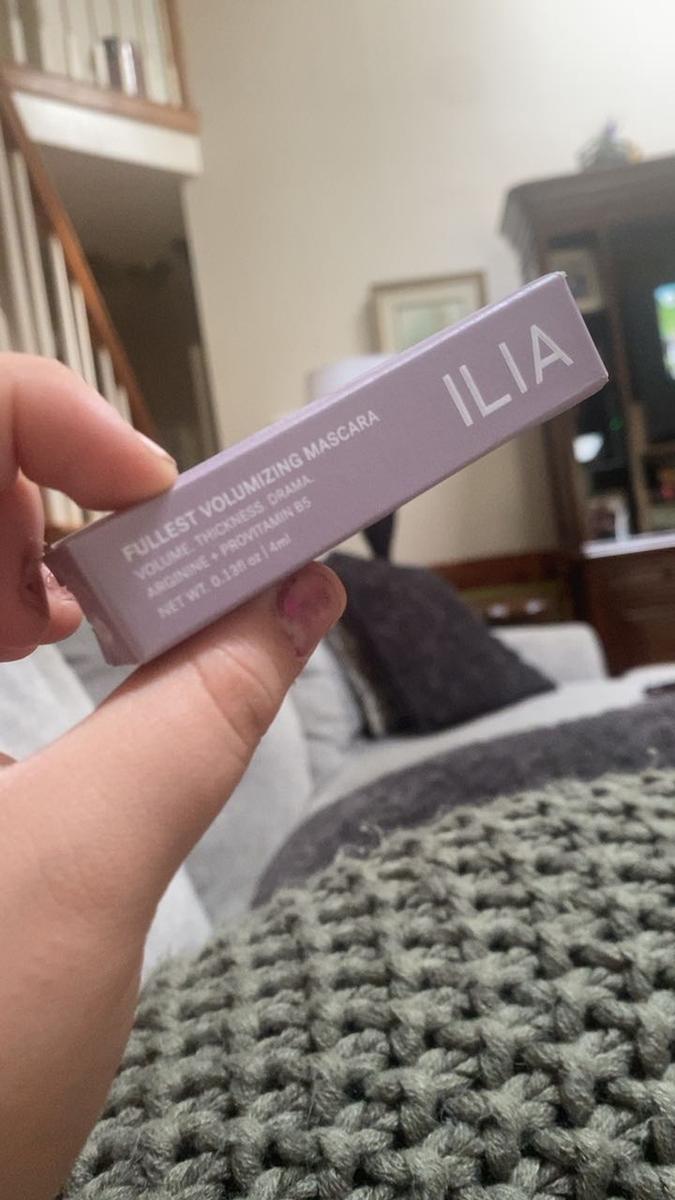 ILIA
FULLEST VOLUMIZING MASCARA
VOLUME. THICKNESS. DRAMA.
ARGININE + PROVITAMIN B5
NET WT. 0.13fl oz | 4ml